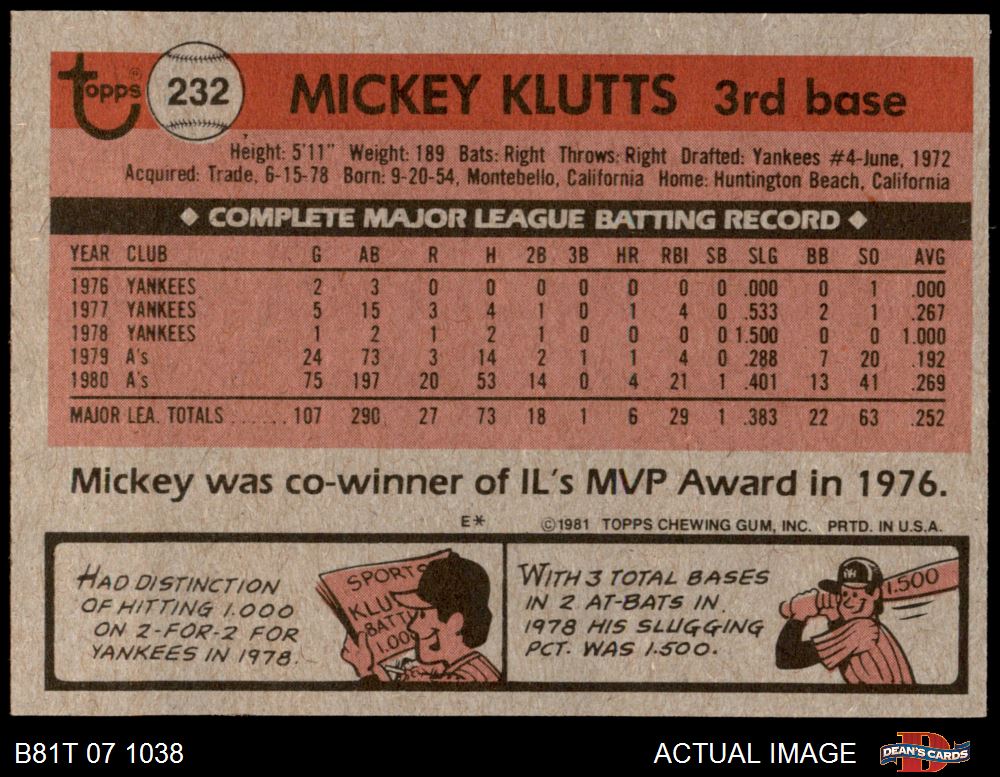 Topps® 232 MICKEY KLUTTS 3rd base
Height: 5'11" Weight: 189 Bats: Right Throws: Right Drafted: Yankees #4-June, 1972
Acquired: Trade, 6-15-78 Born: 9-20-54, Montebello, California Home: Huntington Beach, California
◆ COMPLETE MAJOR LEAGUE BATTING RECORD ◆
YEAR CLUB G AB R H 2B 3B HR RBI SB SLG BB SO AVG
1976 YANKEES 2 3 0 0 0 0 0 0 0 .000 0 1 .000
1977 YANKEES 5 15 3 4 1 0 1 4 0 .533 2 1 .267
1978 YANKEES 1 2 1 2 1 0 0 0 0 1.500 0 0 1.000
1979 A's 24 73 3 14 2 1 1 4 0 .288 7 20 .192
1980 A's 75 197 20 53 14 0 4 21 1 .401 13 41 .269
MAJOR LEA. TOTALS ...... 107 290 27 73 18 1 6 29 1 .383 22 63 .252
Mickey was co-winner of IL's MVP Award in 1976.
E* ©1981 TOPPS CHEWING GUM, INC. PRTD. IN U.S.A.
HAD DISTINCTION
OF HITTING 1.000
ON 2-FOR-2 FOR
YANKEES IN 1978.
SPORTS
KLUT
BATT
1.00
WITH 3 TOTAL BASES
IN 2 AT-BATS IN
1978 HIS SLUGGING
PCT. WAS 1.500.
NY
1.500
B81T 07 1038 ACTUAL IMAGE DEAN'S CARDS